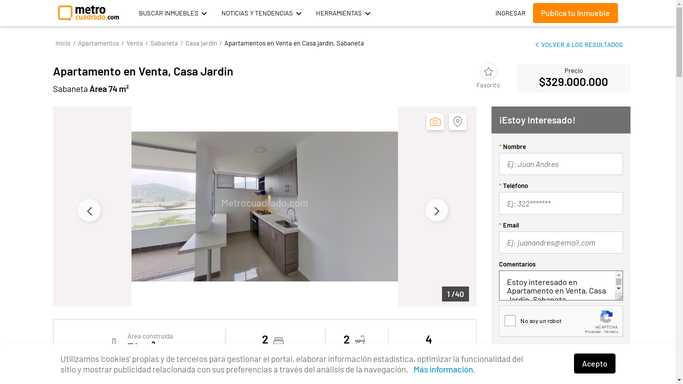 metro
cuadrado.com
BUSCAR INMUEBLES
NOTICIAS Y TENDENCIAS
HERRAMIENTAS
INGRESAR
Publica tu Inmueble
Inicio / Apartamentos / Venta / Sabaneta / Casa jardin / Apartamentos en Venta en Casa jardin, Sabaneta
VOLVER A LOS RESULTADOS
Apartamento en Venta, Casa Jardin
Sabaneta Área 74 m²
Favorito
Precio
$329.000.000
Metrocuadrado.com
1 /40
¡Estoy Interesado!
* Nombre
Ej: Juan Andres
* Teléfono
Ej: 322*******
* Email
Ej: juanandres@email.com
Comentarios
Estoy interesado en
Apartamento en Venta, Casa
Jardin, Sabaneta
No soy un robot
reCAPTCHA
Privacidad - Términos
Área construida
2
2
4
Utilizamos 'cookies' propias y de terceros para gestionar el portal, elaborar información estadística, optimizar la funcionalidad del
sitio y mostrar publicidad relacionada con sus preferencias a través del análisis de la navegación. Más información.
Acepto